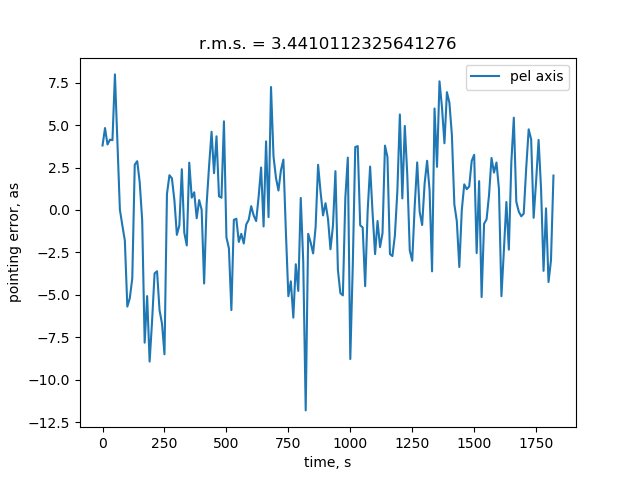 r.m.s. = 3.4410112325641276
pel axis
7.5
5.0
2.5
0.0
−2.5
−5.0
−7.5
−10.0
−12.5
pointing error, as
0 250 500 750 1000 1250 1500 1750
time, s